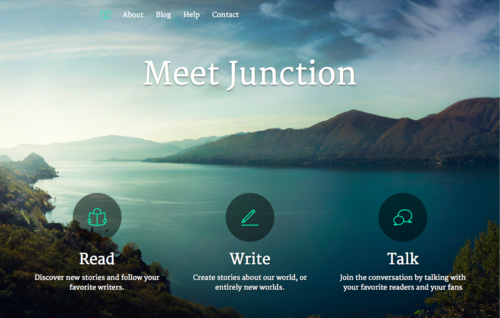 About Blog Help Contact
Meet Junction
Read
Discover new stories and follow your
favorite writers.
Write
Create stories about our world, or
entirely new worlds.
Talk
Join the conversation by talking with
your favorite readers and your fans